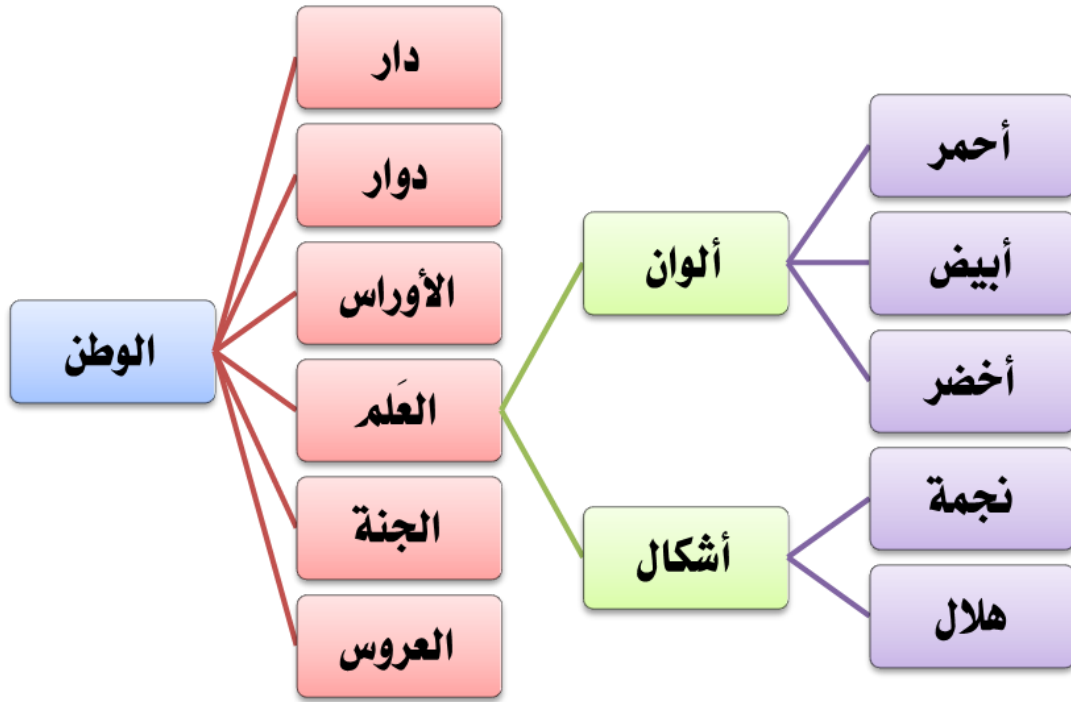 الوطن
دار
دوار
الأوراس
العَلم
الجنة
العروس
ألوان
أشكال
أحمر
أبيض
أخضر
نجمة
هلال